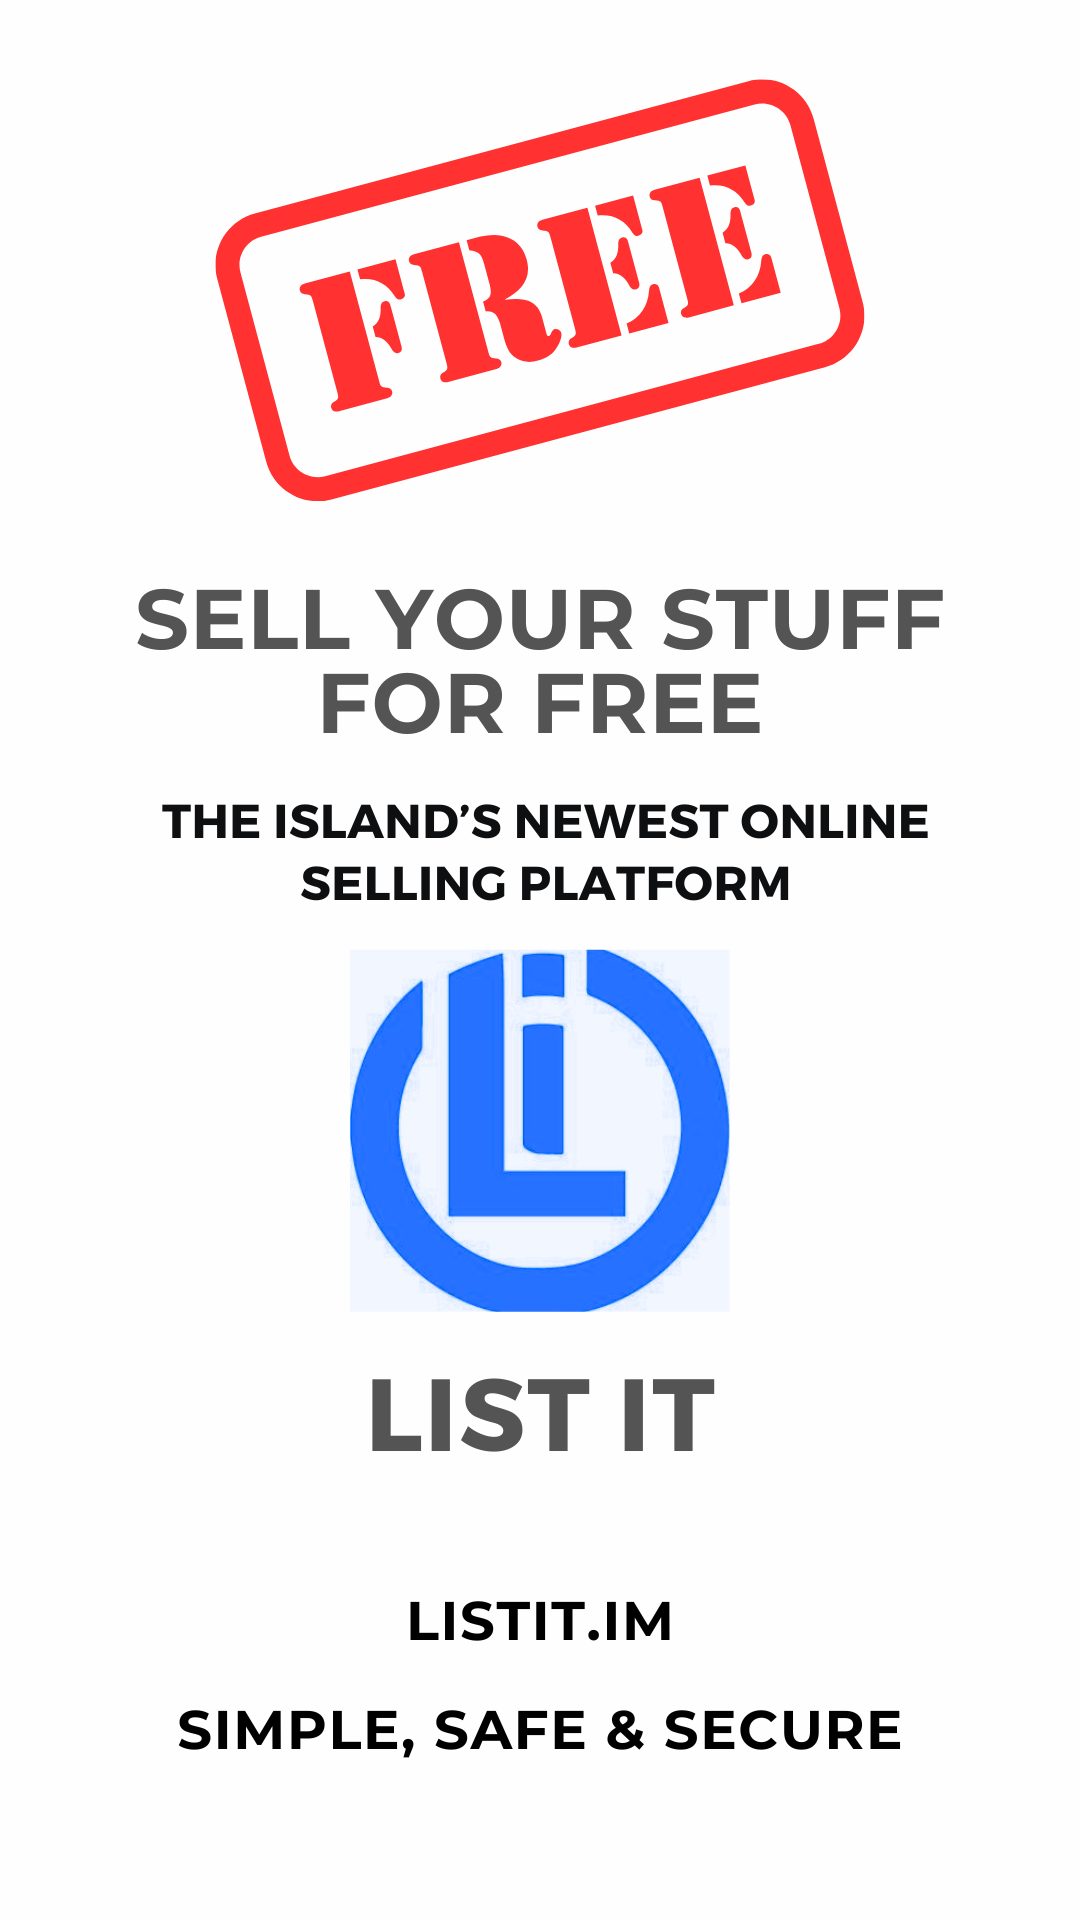 FREE
SELL YOUR STUFF
FOR FREE
THE ISLAND’S NEWEST ONLINE
SELLING PLATFORM
Li
LIST IT
LISTIT.IM
SIMPLE, SAFE & SECURE